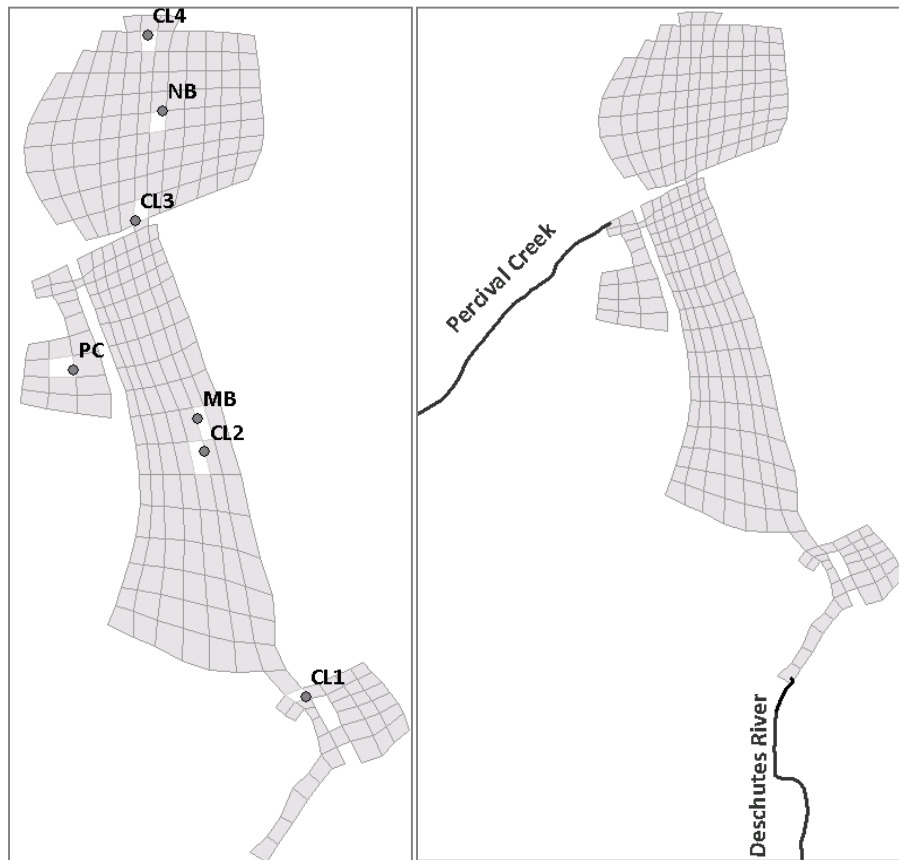 CL4
NB
CL3
PC
MB
CL2
CL1
Percival Creek
Deschutes River